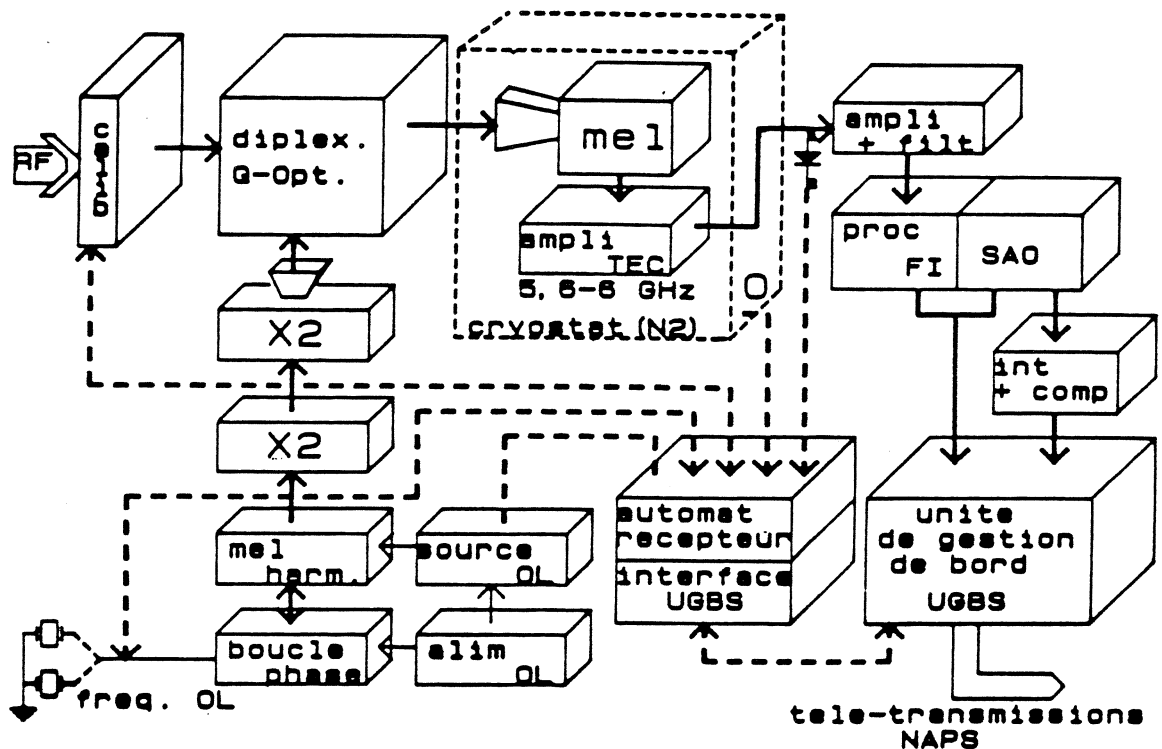 RF
calib
diplex.
Q-Opt.
mel
ampli
TEC
5,6-6 GHz
cryostat (N2)
ampli
+ filt
proc
FI
SAO
int
+ comp
X2
X2
mel
harm.
source
OL
boucle
phase
alim
OL
freq. OL
automat
recepteur
interface
UGBS
unite
de gestion
de bord
UGBS
tele-transmissions
NAPS